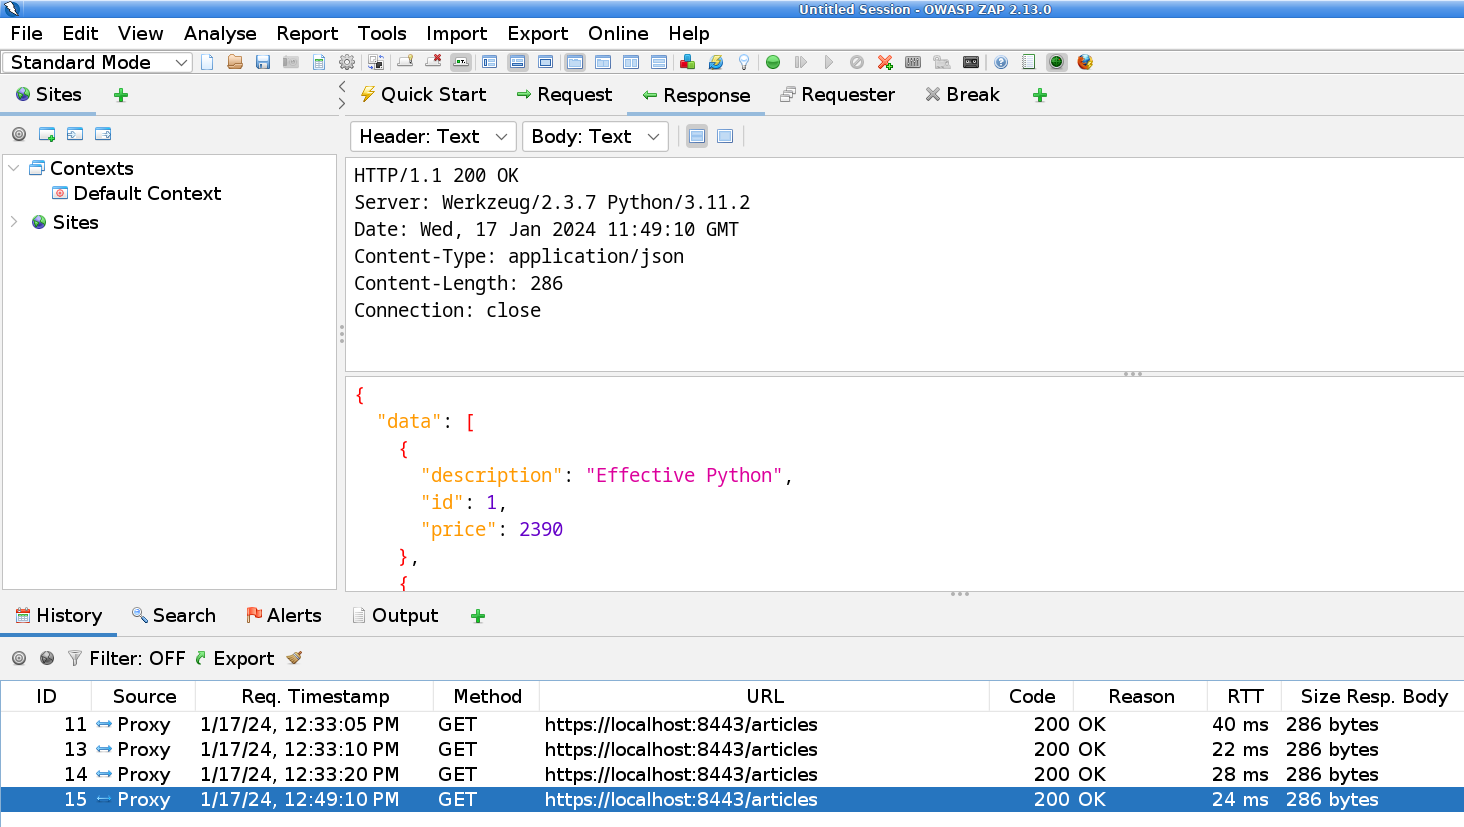 Untitled Session - OWASP ZAP 2.13.0
File Edit View Analyse Report Tools Import Export Online Help
Standard Mode
Sites
Quick Start Request Response Requester Break
Header: Text Body: Text
Contexts
Default Context
Sites
HTTP/1.1 200 OK
Server: Werkzeug/2.3.7 Python/3.11.2
Date: Wed, 17 Jan 2024 11:49:10 GMT
Content-Type: application/json
Content-Length: 286
Connection: close
{
"data": [
{
"description": "Effective Python",
"id": 1,
"price": 2390
},
{
History Search Alerts Output
Filter: OFF Export
ID Source Req. Timestamp Method URL Code Reason RTT Size Resp. Body
11 Proxy 1/17/24, 12:33:05 PM GET https://localhost:8443/articles 200 OK 40 ms 286 bytes
13 Proxy 1/17/24, 12:33:10 PM GET https://localhost:8443/articles 200 OK 22 ms 286 bytes
14 Proxy 1/17/24, 12:33:20 PM GET https://localhost:8443/articles 200 OK 28 ms 286 bytes
15 Proxy 1/17/24, 12:49:10 PM GET https://localhost:8443/articles 200 OK 24 ms 286 bytes